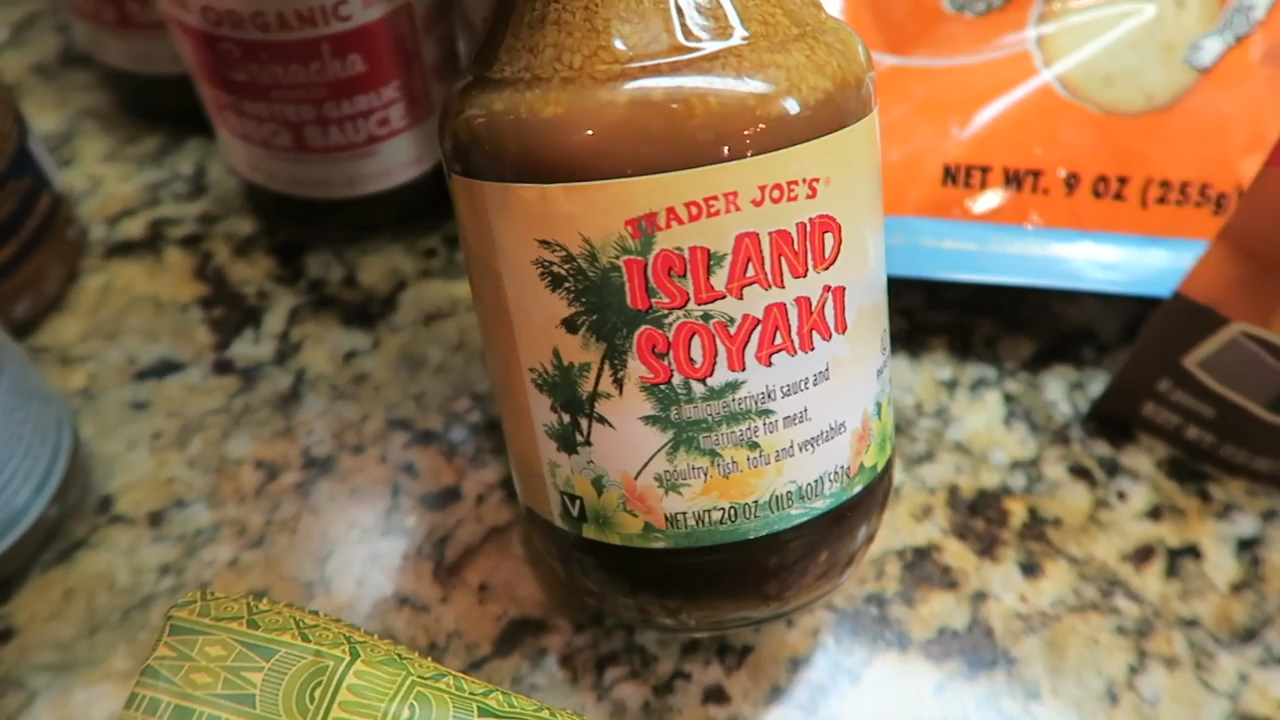 ORGANIC
Sriracha
GARLIC
BBQ SAUCE
TRADER JOE'S®
ISLAND
SOYAKI
a unique teriyaki sauce and
marinade for meat,
poultry, fish, tofu and vegetables
V
NET WT. 20 OZ (1LB 4OZ) 567g
NET WT. 9 OZ (255g)